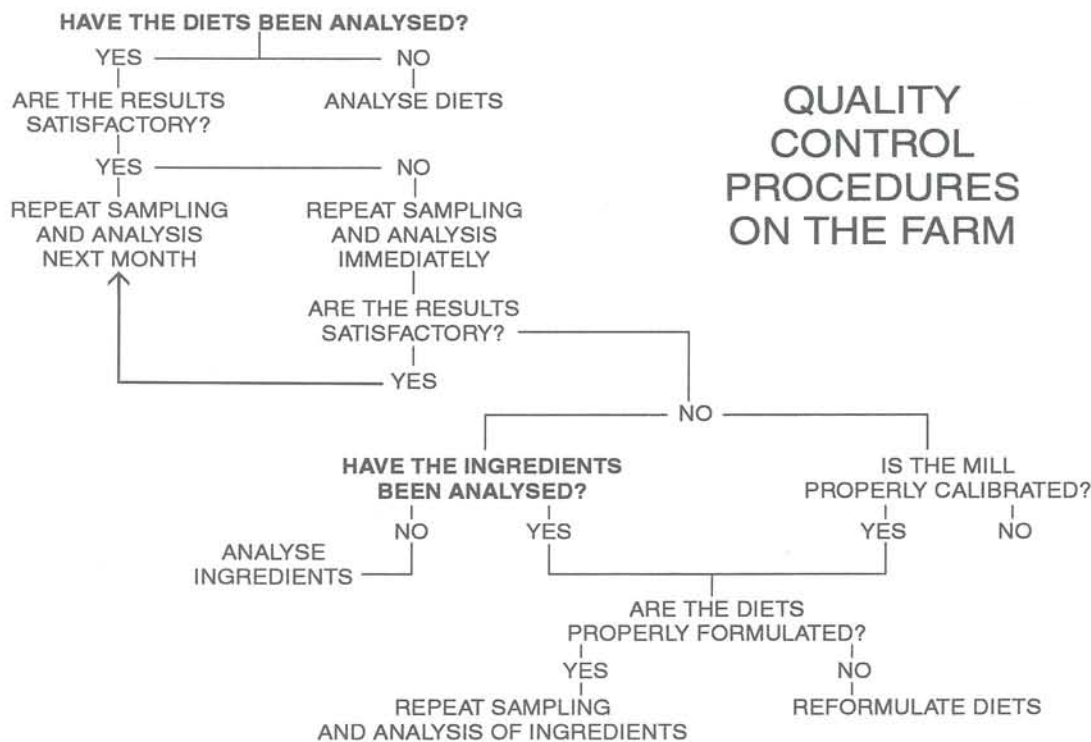 HAVE THE DIETS BEEN ANALYSED?
YES
NO
ARE THE RESULTS
SATISFACTORY?
ANALYSE DIETS
QUALITY
CONTROL
PROCEDURES
ON THE FARM
YES
NO
REPEAT SAMPLING
AND ANALYSIS
NEXT MONTH
REPEAT SAMPLING
AND ANALYSIS
IMMEDIATELY
ARE THE RESULTS
SATISFACTORY?
YES
NO
HAVE THE INGREDIENTS
BEEN ANALYSED?
IS THE MILL
PROPERLY CALIBRATED?
NO
YES
YES
NO
ANALYSE
INGREDIENTS
ARE THE DIETS
PROPERLY FORMULATED?
YES
NO
REPEAT SAMPLING
AND ANALYSIS OF INGREDIENTS
REFORMULATE DIETS